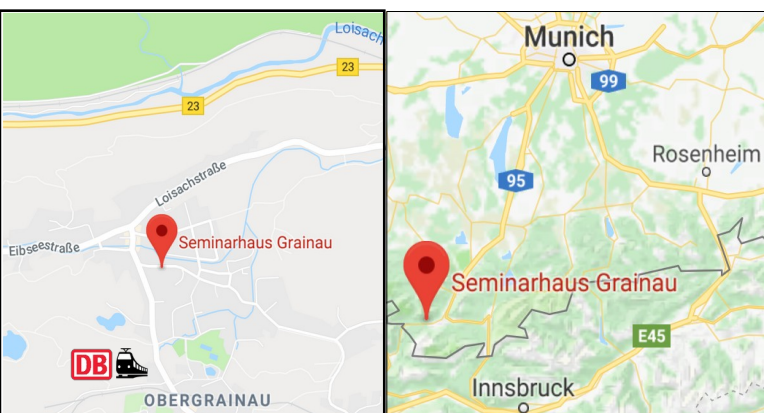 Loisach
23
23
Loisachstraße
Eibseestraße
Seminarhaus Grainau
DB
OBERGRAINAU
Munich
99
Rosenheim
95
Seminarhaus Grainau
E45
Innsbruck